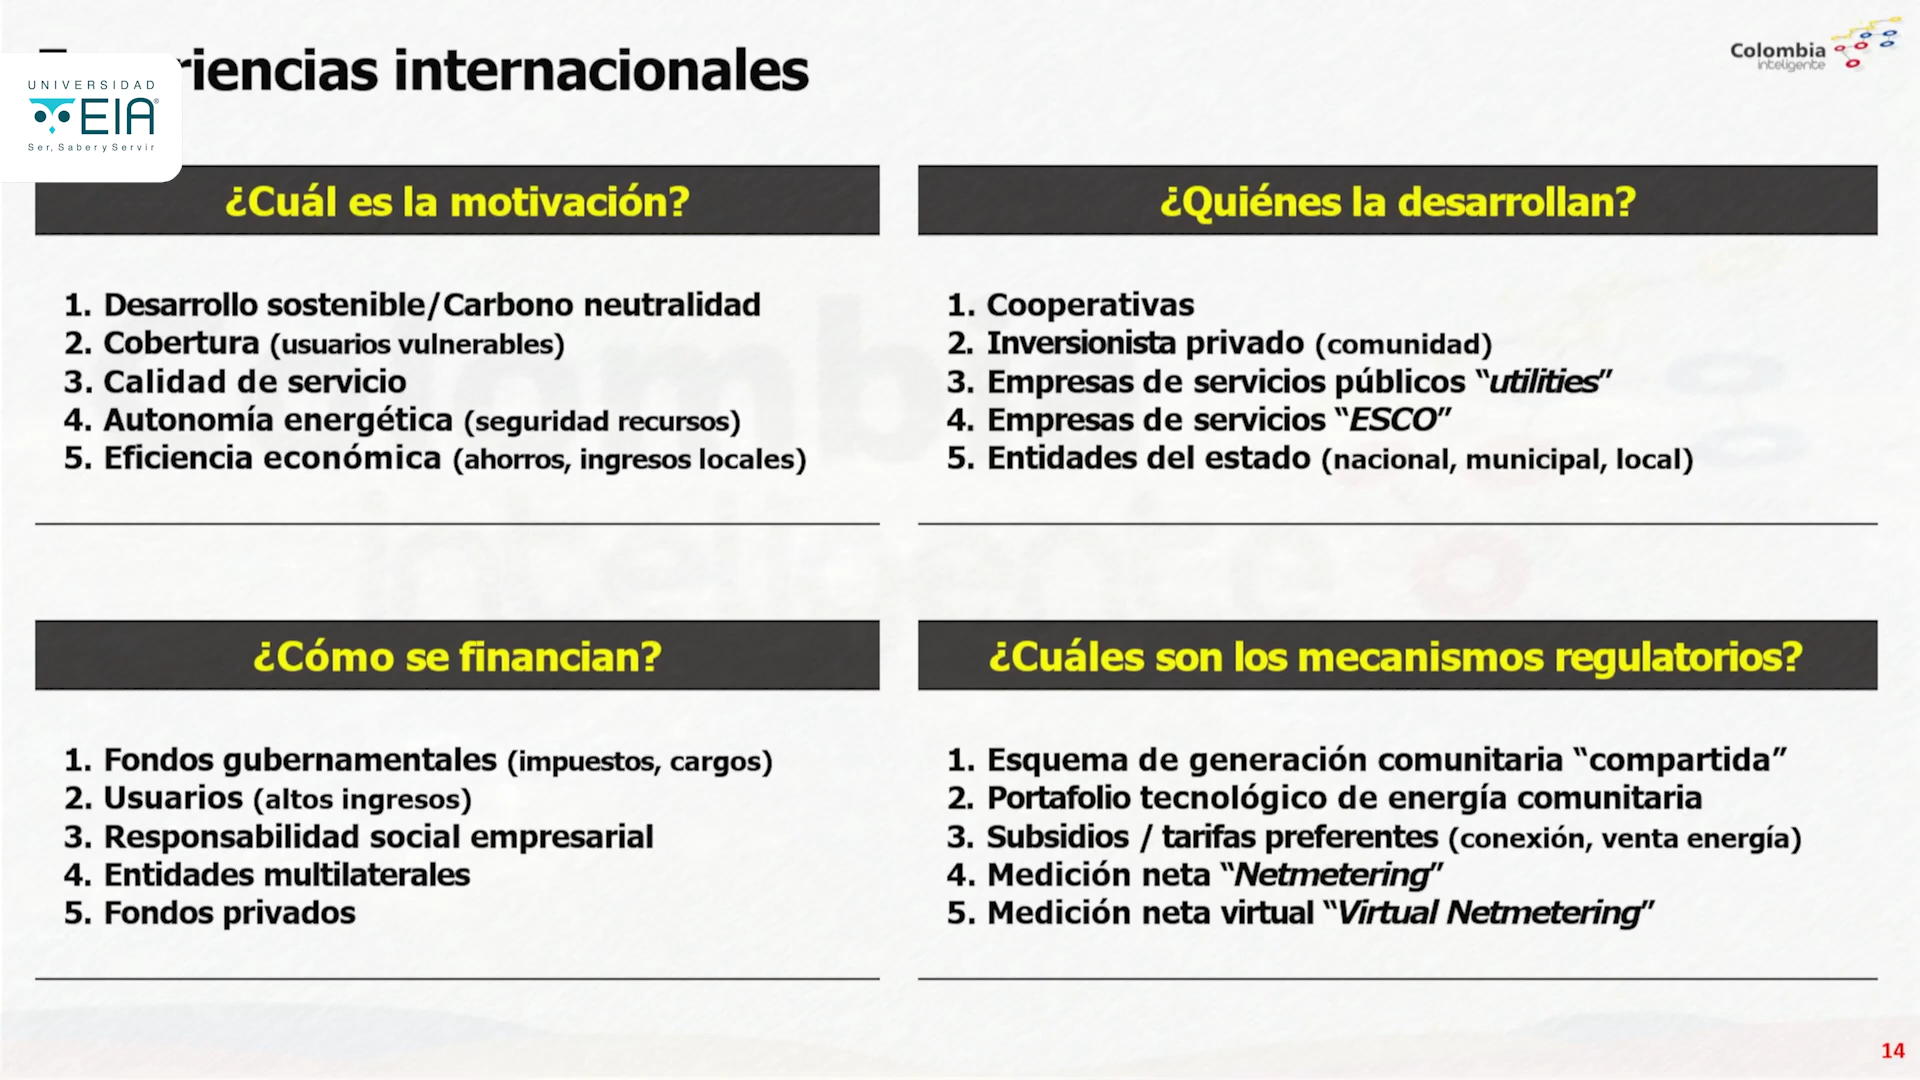 riencias internacionales
Colombia
inteligente
UNIVERSIDAD
EIA
Ser, Saber y Servir
¿Cuál es la motivación?
1. Desarrollo sostenible/Carbono neutralidad
2. Cobertura (usuarios vulnerables)
3. Calidad de servicio
4. Autonomía energética (seguridad recursos)
5. Eficiencia económica (ahorros, ingresos locales)
¿Quiénes la desarrollan?
1. Cooperativas
2. Inversionista privado (comunidad)
3. Empresas de servicios públicos “utilities”
4. Empresas de servicios “ESCO”
5. Entidades del estado (nacional, municipal, local)
¿Cómo se financian?
1. Fondos gubernamentales (impuestos, cargos)
2. Usuarios (altos ingresos)
3. Responsabilidad social empresarial
4. Entidades multilaterales
5. Fondos privados
¿Cuáles son los mecanismos regulatorios?
1. Esquema de generación comunitaria “compartida”
2. Portafolio tecnológico de energía comunitaria
3. Subsidios / tarifas preferentes (conexión, venta energía)
4. Medición neta “Netmetering”
5. Medición neta virtual “Virtual Netmetering”
14